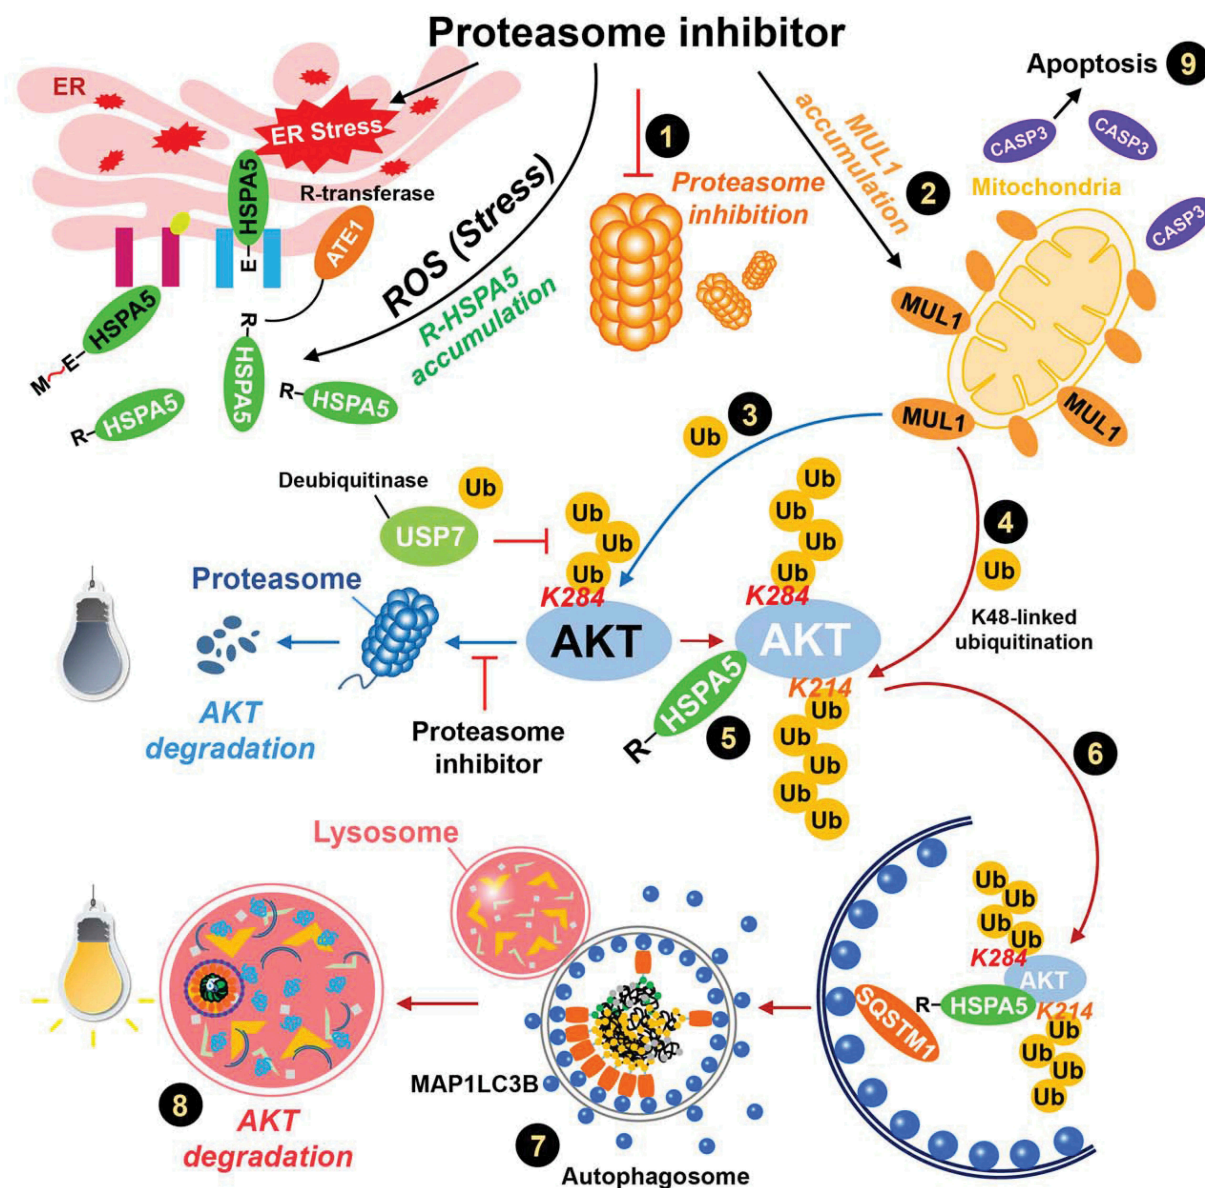 Proteasome inhibitor
ER
ER Stress
HSPA5
E
R-transferase
ATE1
ROS (Stress)
R-HSPA5
accumulation
M~E-HSPA5
R-HSPA5
R-HSPA5
R-HSPA5
1
Proteasome
inhibition
MUL1
accumulation
2
Apoptosis 9
CASP3
CASP3
CASP3
Mitochondria
MUL1
MUL1
MUL1
Ub
3
Deubiquitinase
Ub
USP7
Ub
Ub
Ub
K284
AKT
Ub
Ub
Ub
Ub
K284
AKT
K214
4
Ub
K48-linked
ubiquitination
Proteasome
AKT
degradation
Proteasome
inhibitor
R-HSPA5
5
Ub
Ub
Ub
Ub
Ub
6
Lysosome
Ub
Ub
Ub
Ub
K284
AKT
R-HSPA5
K214
SQSTM1
Ub
Ub
Ub
Ub
MAP1LC3B
8
AKT
degradation
7
Autophagosome